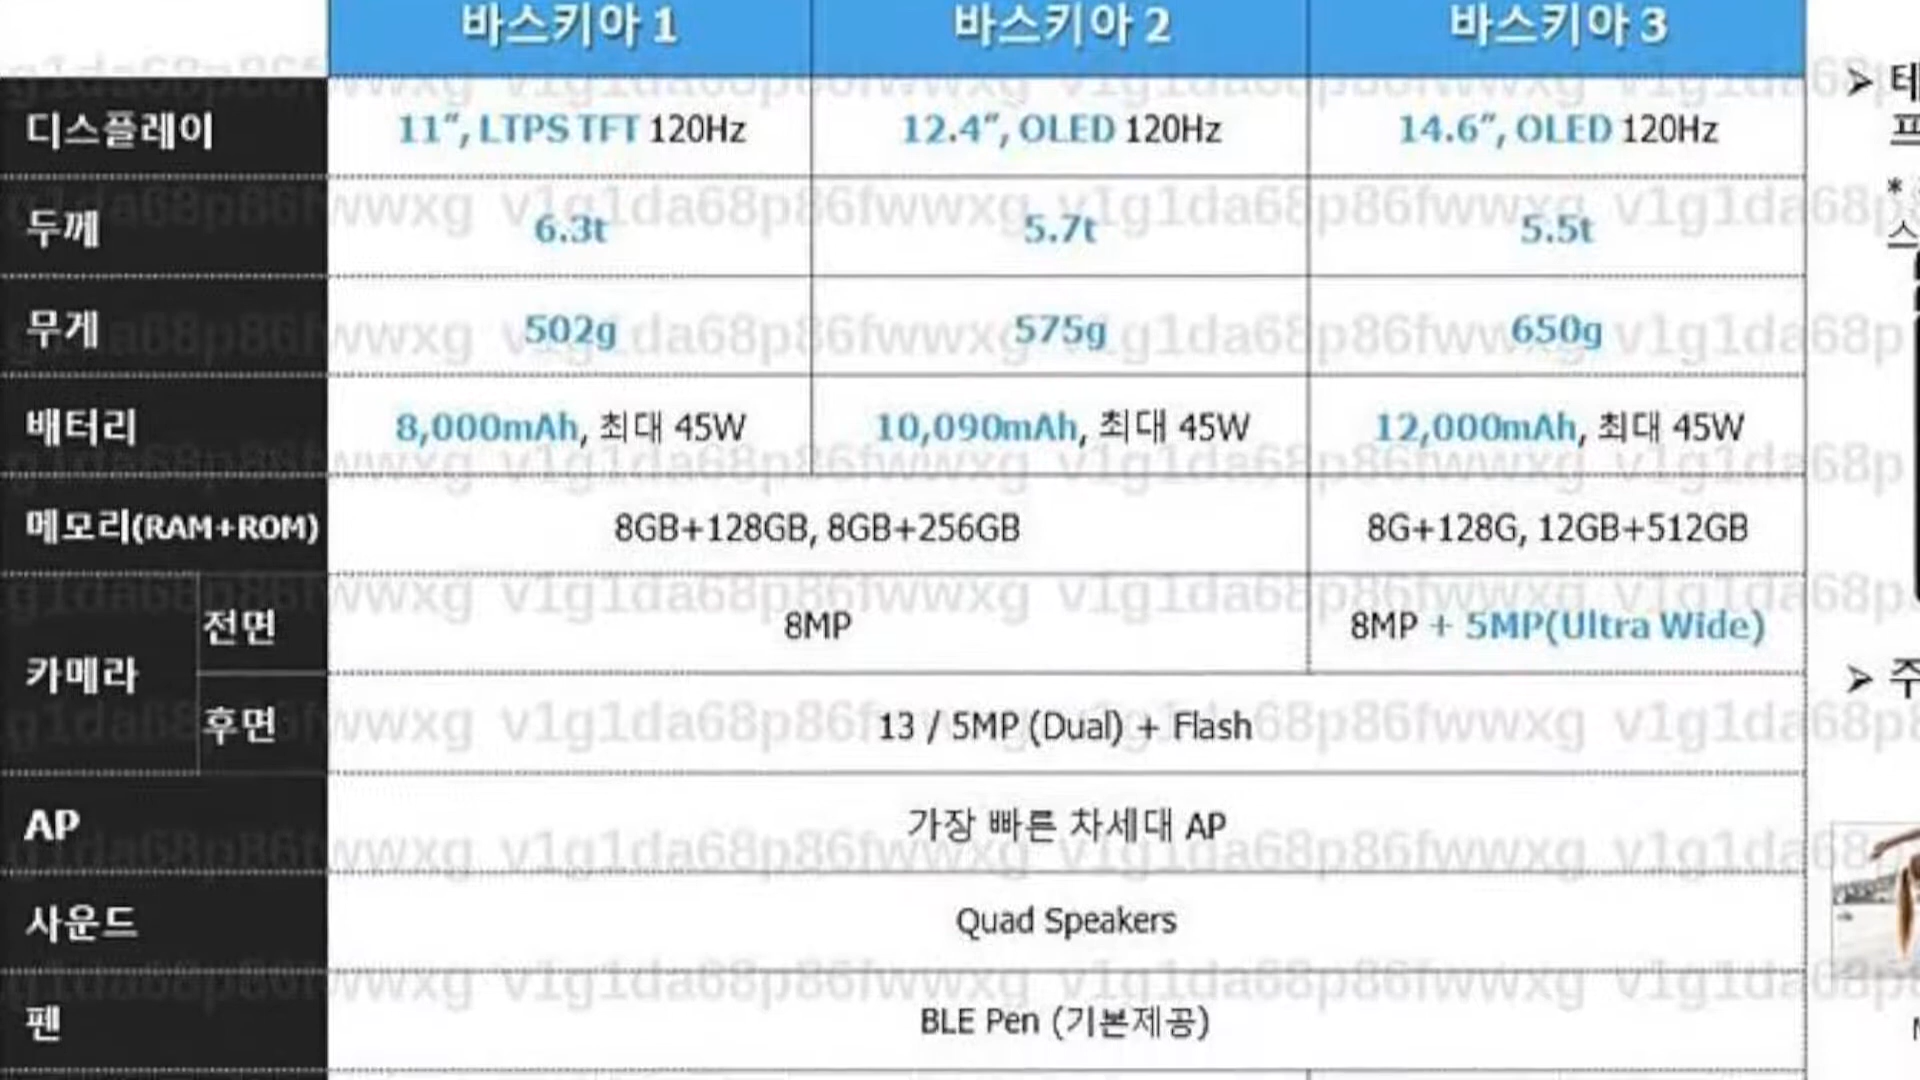 바스키아 1 바스키아 2 바스키아 3
디스플레이 11", LTPS TFT 120Hz 12.4", OLED 120Hz 14.6", OLED 120Hz
두께 6.3t 5.7t 5.5t
무게 502g 575g 650g
배터리 8,000mAh, 최대 45W 10,090mAh, 최대 45W 12,000mAh, 최대 45W
메모리(RAM+ROM) 8GB+128GB, 8GB+256GB 8G+128G, 12GB+512GB
카메라
전면 8MP 8MP + 5MP(Ultra Wide)
후면 13 / 5MP (Dual) + Flash
AP 가장 빠른 차세대 AP
사운드 Quad Speakers
펜 BLE Pen (기본제공)
v1g1da68p86fwwxg